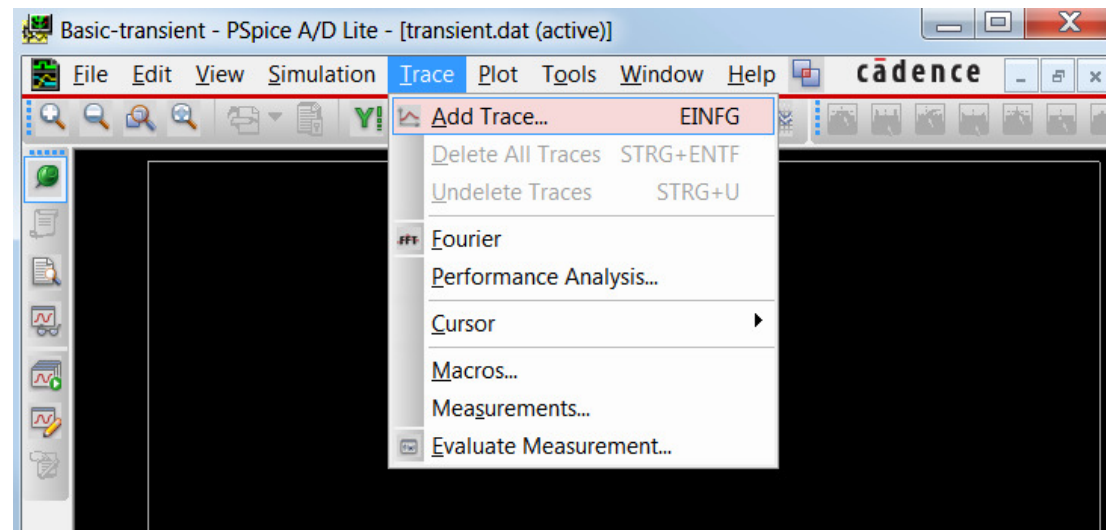 Basic-transient - PSpice A/D Lite - [transient.dat (active)]
File Edit View Simulation Trace Plot Tools Window Help cādence
Y!
Add Trace... EINFG
Delete All Traces STRG+ENTF
Undelete Traces STRG+U
FFT Fourier
Performance Analysis...
Cursor
Macros...
Measurements...
Evaluate Measurement...